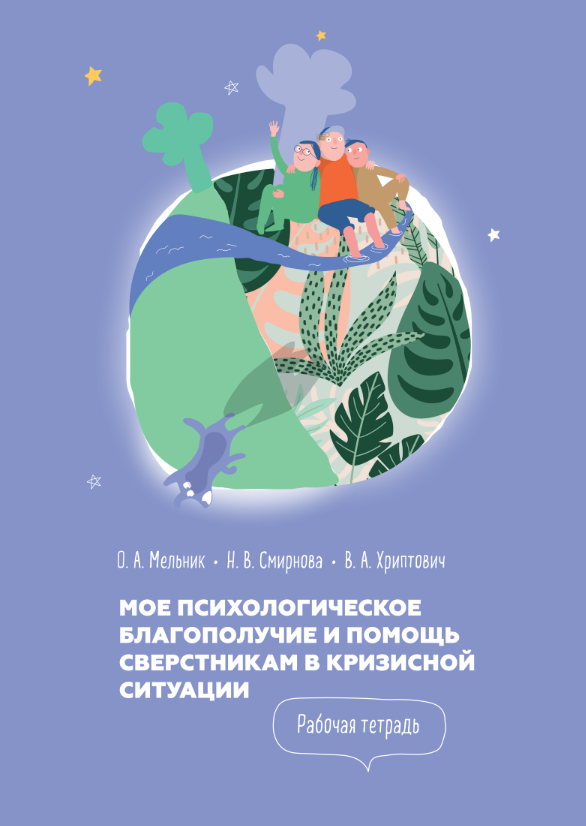 О. А. Мельник • Н. В. Смирнова • В. А. Хриптович
МОЕ ПСИХОЛОГИЧЕСКОЕ
БЛАГОПОЛУЧИЕ И ПОМОЩЬ
СВЕРСТНИКАМ В КРИЗИСНОЙ
СИТУАЦИИ
Рабочая тетрадь